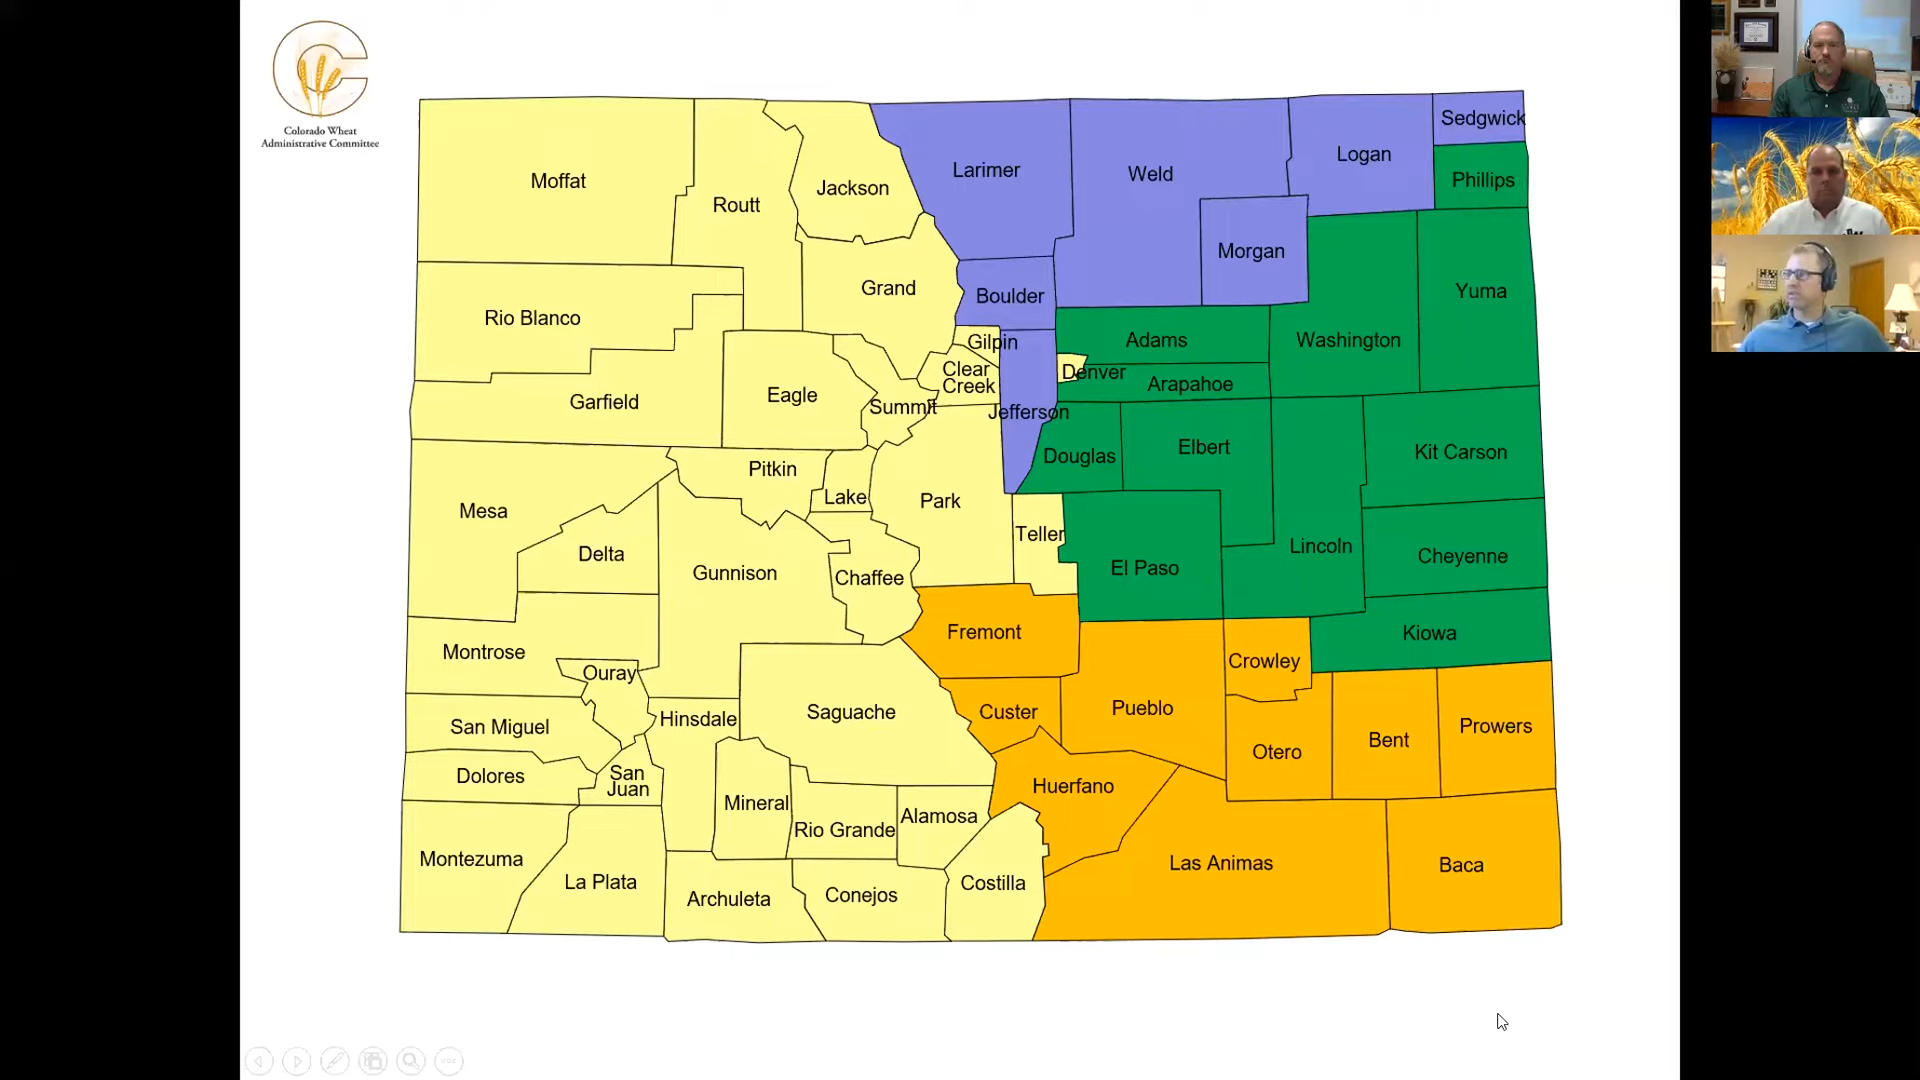 Colorado Wheat
Administrative Committee
Sedgwick
Logan
Larimer
Weld
Moffat
Phillips
Jackson
Routt
Morgan
Grand
Yuma
Boulder
Rio Blanco
Adams
Washington
Gilpin
Clear
Creek
Denver
Arapahoe
Eagle
Garfield
Summit
Jefferson
Elbert
Kit Carson
Douglas
Pitkin
Lake
Park
Mesa
Teller
Lincoln
Delta
Cheyenne
El Paso
Gunnison
Chaffee
Fremont
Kiowa
Montrose
Crowley
Ouray
Pueblo
Saguache
Custer
Hinsdale
San Miguel
Prowers
Bent
Otero
Dolores
San
Juan
Huerfano
Mineral
Alamosa
Rio Grande
Montezuma
Las Animas
Baca
La Plata
Costilla
Conejos
Archuleta